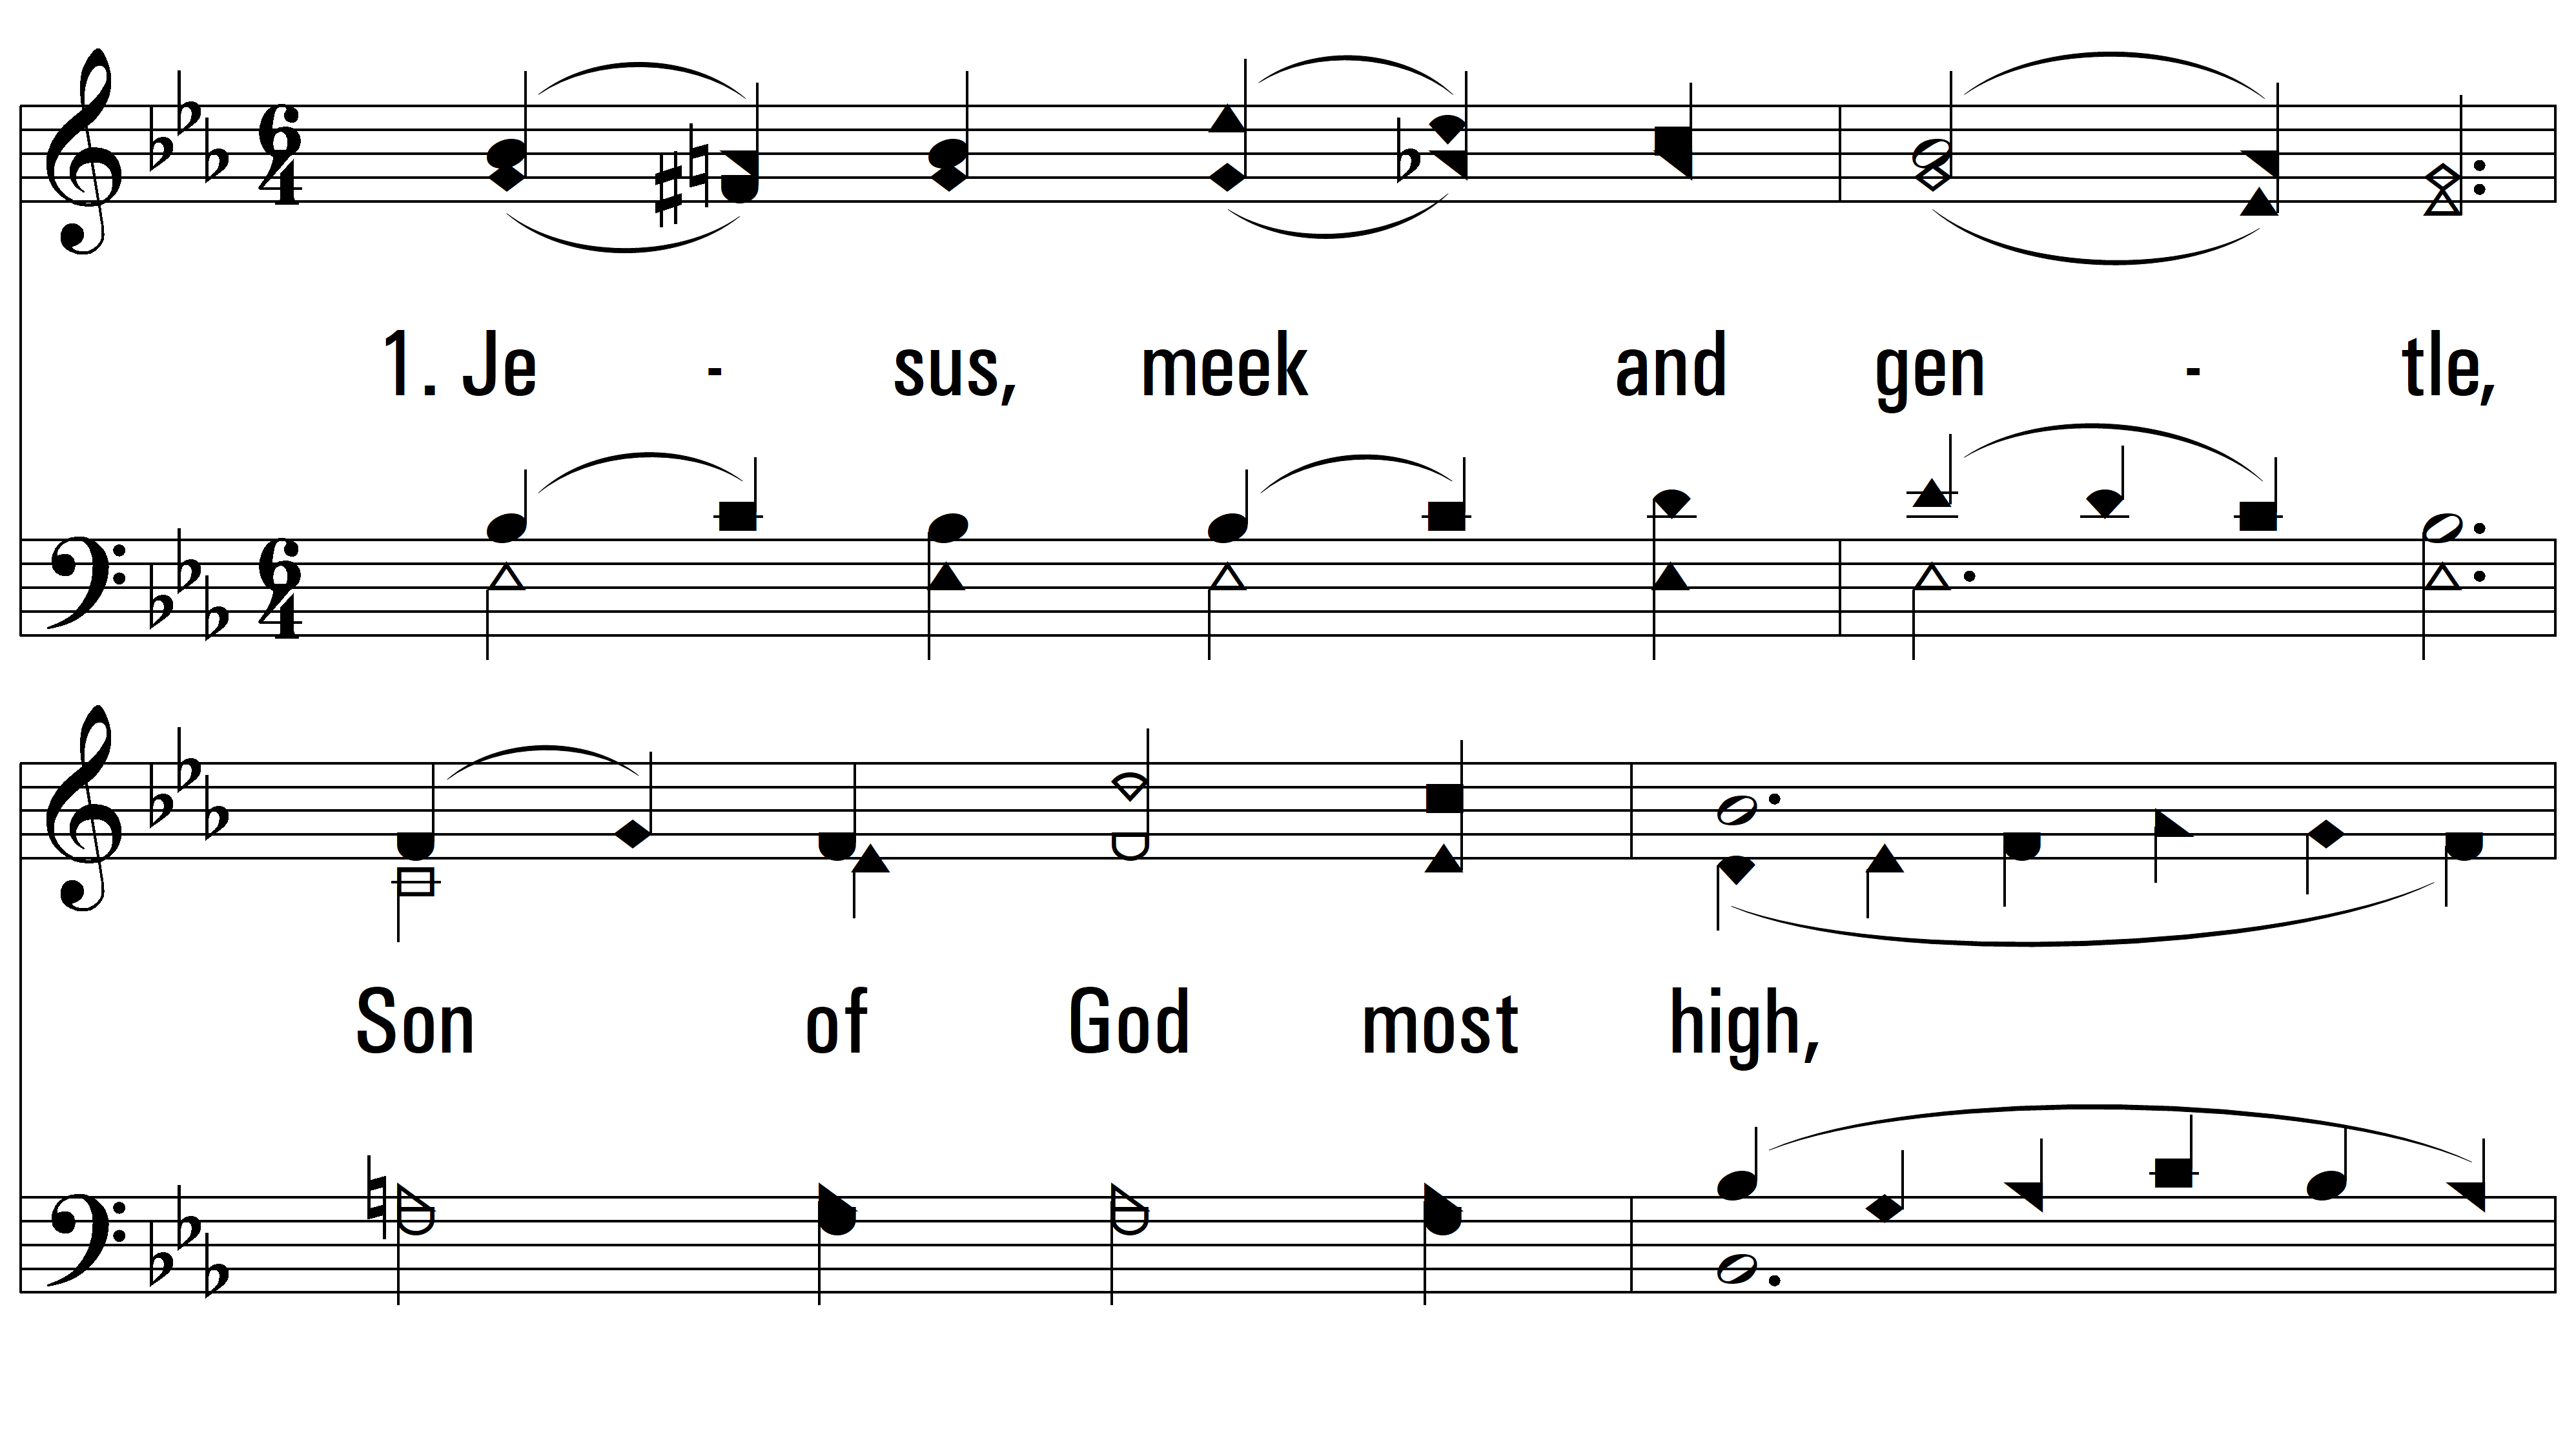 1. Je - sus, meek and gen - tle,
Son of God most high,